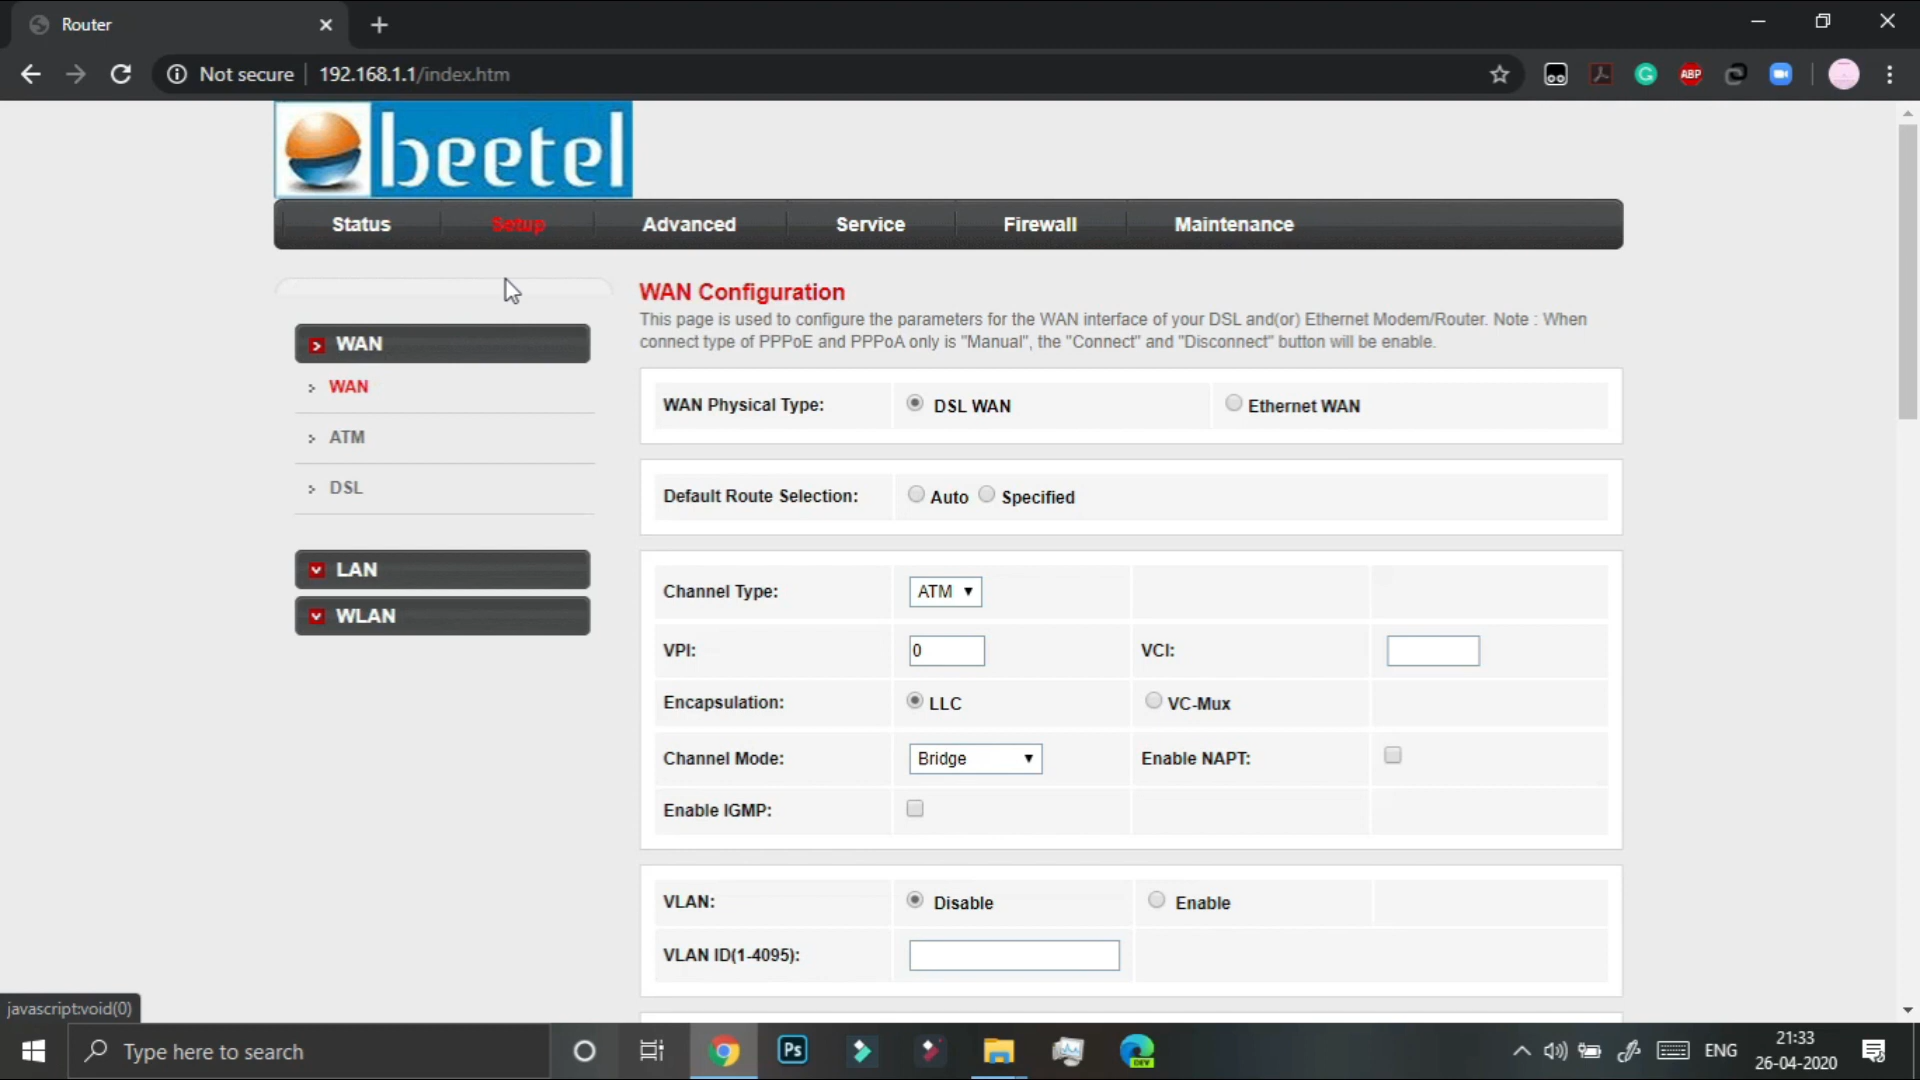 Router
Not secure
192.168.1.1/index.htm
ABP
beetel
Status
Setup
Advanced
Service
Firewall
Maintenance
WAN
WAN
ATM
DSL
LAN
WLAN
WAN Configuration
This page is used to configure the parameters for the WAN interface of your DSL and(or) Ethernet Modem/Router. Note : When
connect type of PPPoE and PPPoA only is "Manual", the "Connect" and "Disconnect" button will be enable.
WAN Physical Type:
DSL WAN
Ethernet WAN
Default Route Selection:
Auto
Specified
Channel Type:
ATM
VPI:
0
VCI:
Encapsulation:
LLC
VC-Mux
Channel Mode:
Bridge
Enable NAPT:
Enable IGMP:
VLAN:
Disable
Enable
VLAN ID(1-4095):
javascript:void(0)
Type here to search
Ps
DEV
ENG
21:33
26-04-2020